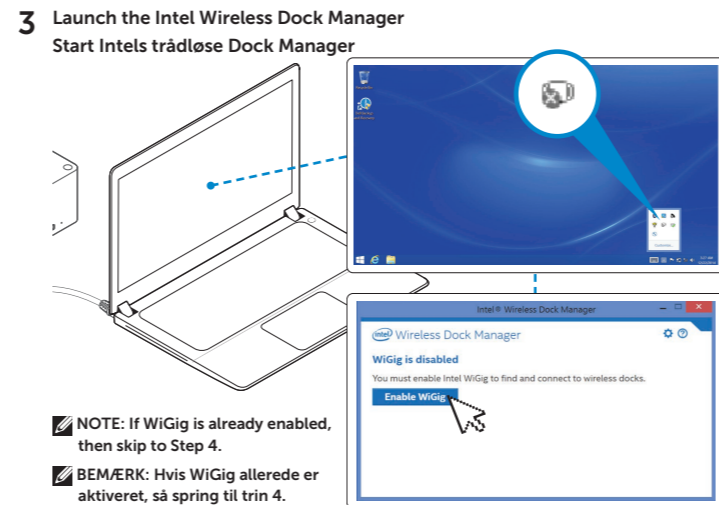 3 Launch the Intel Wireless Dock Manager
Start Intels trådløse Dock Manager
Customize...
Intel® Wireless Dock Manager
intel Wireless Dock Manager
WiGig is disabled
You must enable Intel WiGig to find and connect to wireless docks.
Enable WiGig
NOTE: If WiGig is already enabled,
then skip to Step 4.
BEMÆRK: Hvis WiGig allerede er
aktiveret, så spring til trin 4.